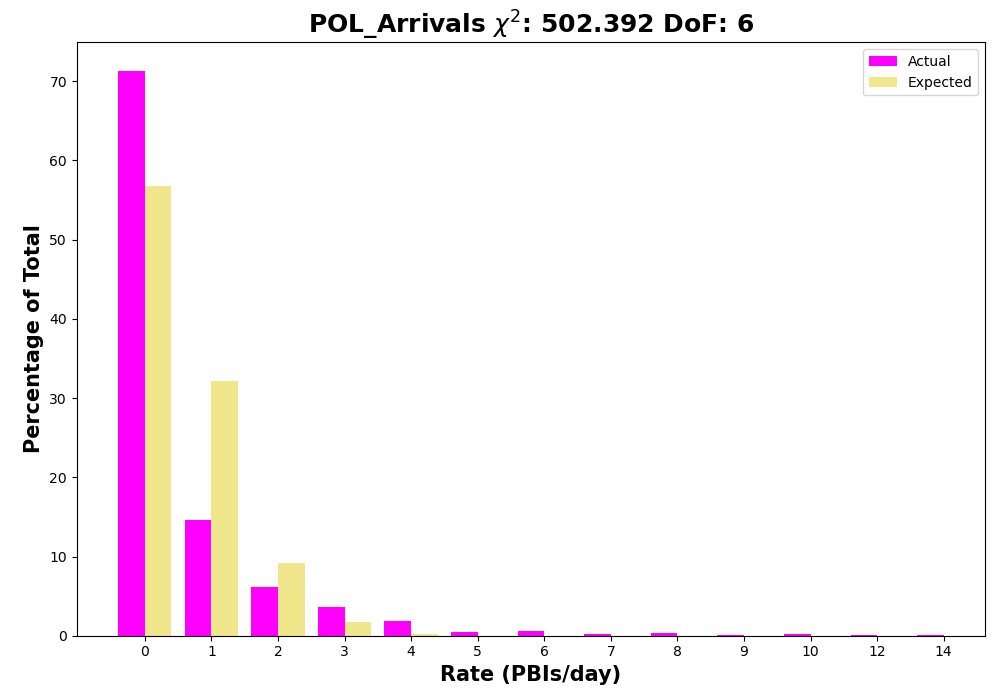 POL_Arrivals χ²: 502.392 DoF: 6
Actual
Expected
Percentage of Total
70
60
50
40
30
20
10
0
0 1 2 3 4 5 6 7 8 9 10 12 14
Rate (PBIs/day)